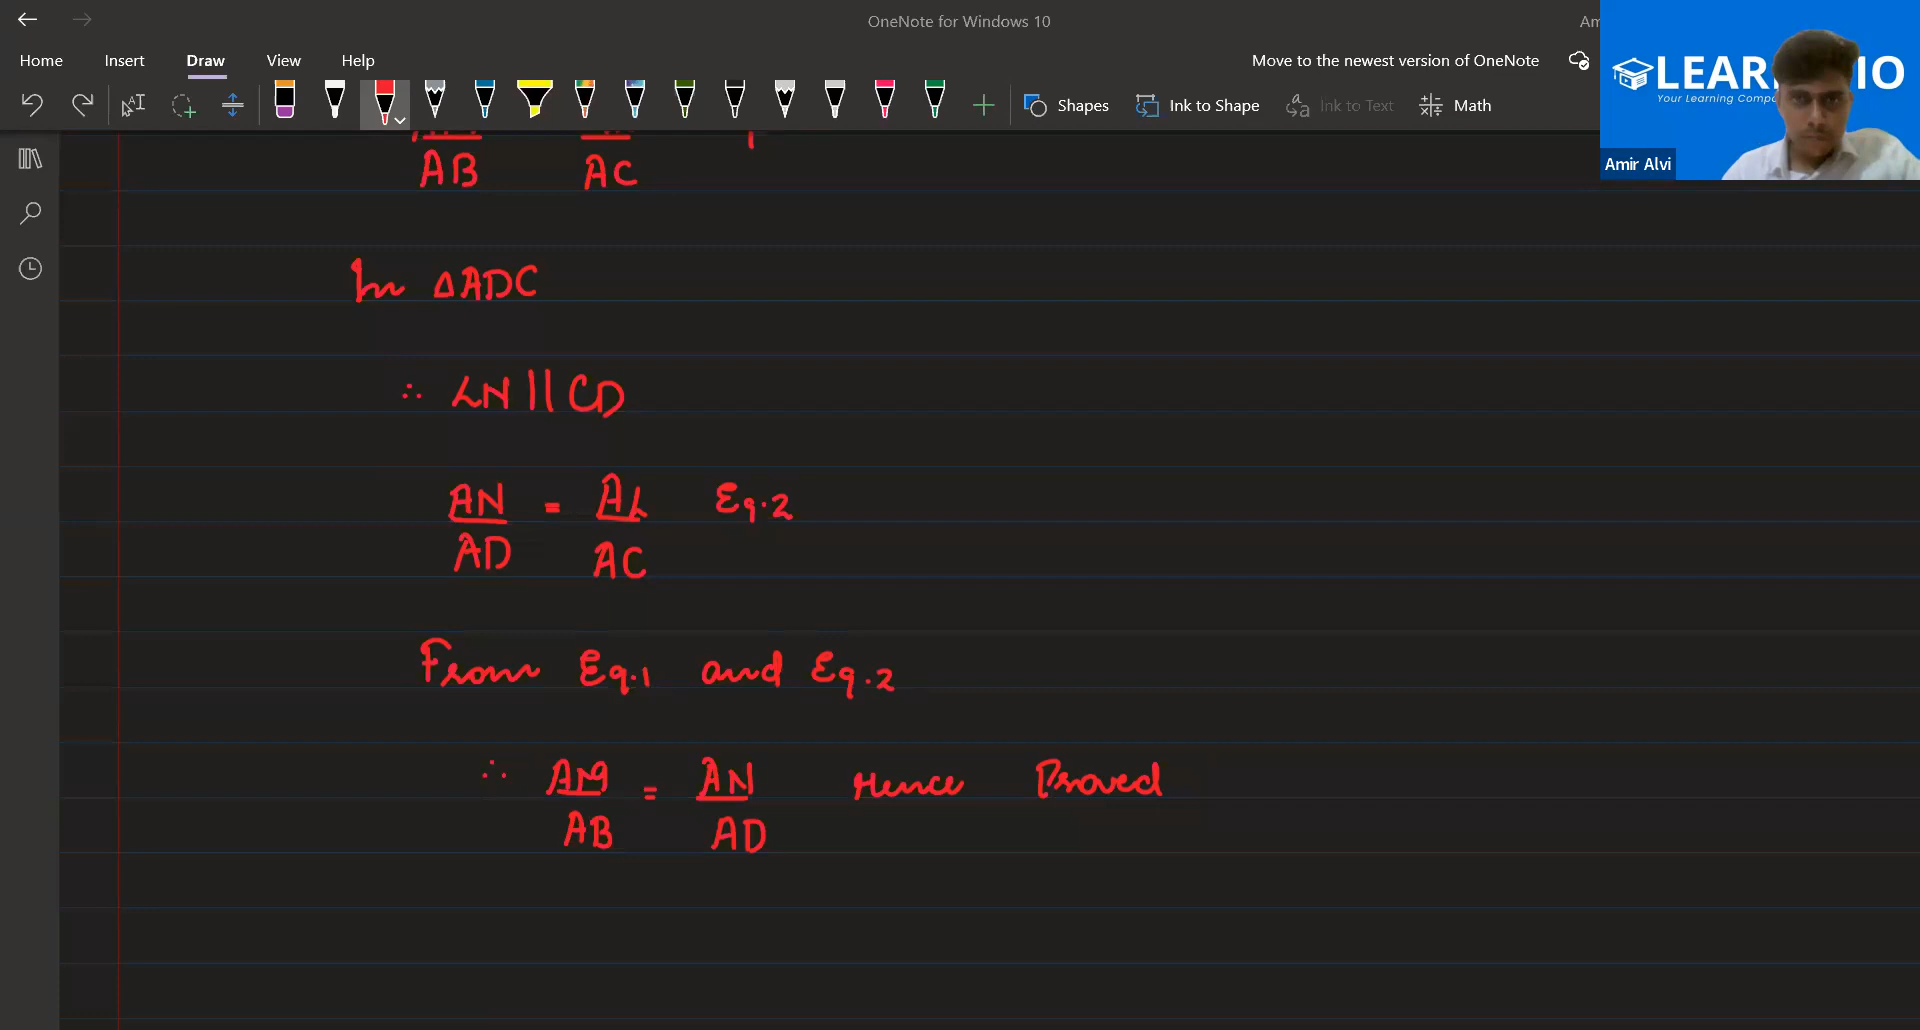 OneNote for Windows 10
Am
Home Insert Draw View Help
Move to the newest version of OneNote
Shapes Ink to Shape Ink to Text Math
LEAR IO
Your Learning Compa
Amir Alvi
AB AC
In ΔADC
∴ LN || CD
AN = AL Eq.2
AD AC
From Eq.1 and Eq.2
∴ AM = AN Hence Proved
AB AD